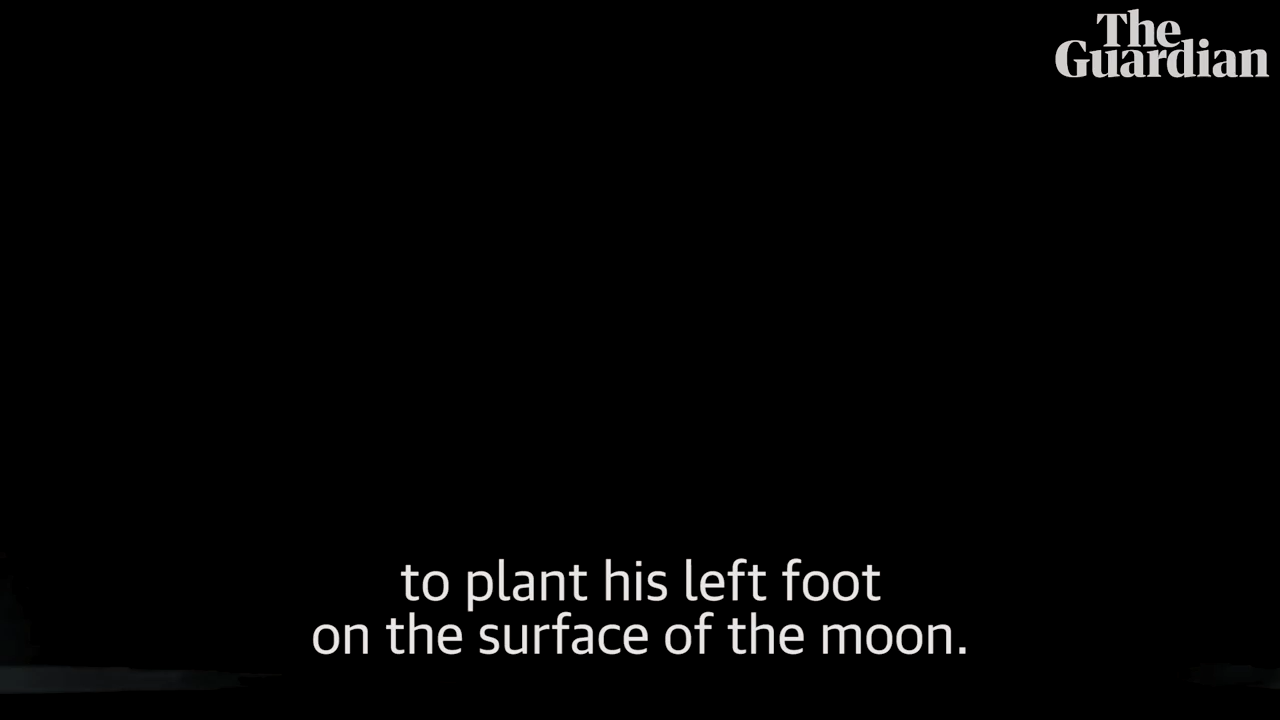 The
Guardian
to plant his left foot
on the surface of the moon.